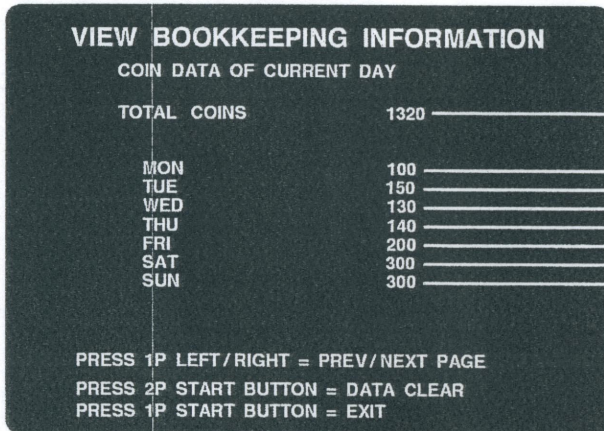 VIEW BOOKKEEPING INFORMATION
COIN DATA OF CURRENT DAY
TOTAL COINS 1320
MON 100
TUE 150
WED 130
THU 140
FRI 200
SAT 300
SUN 300
PRESS 1P LEFT/RIGHT = PREV/NEXT PAGE
PRESS 2P START BUTTON = DATA CLEAR
PRESS 1P START BUTTON = EXIT